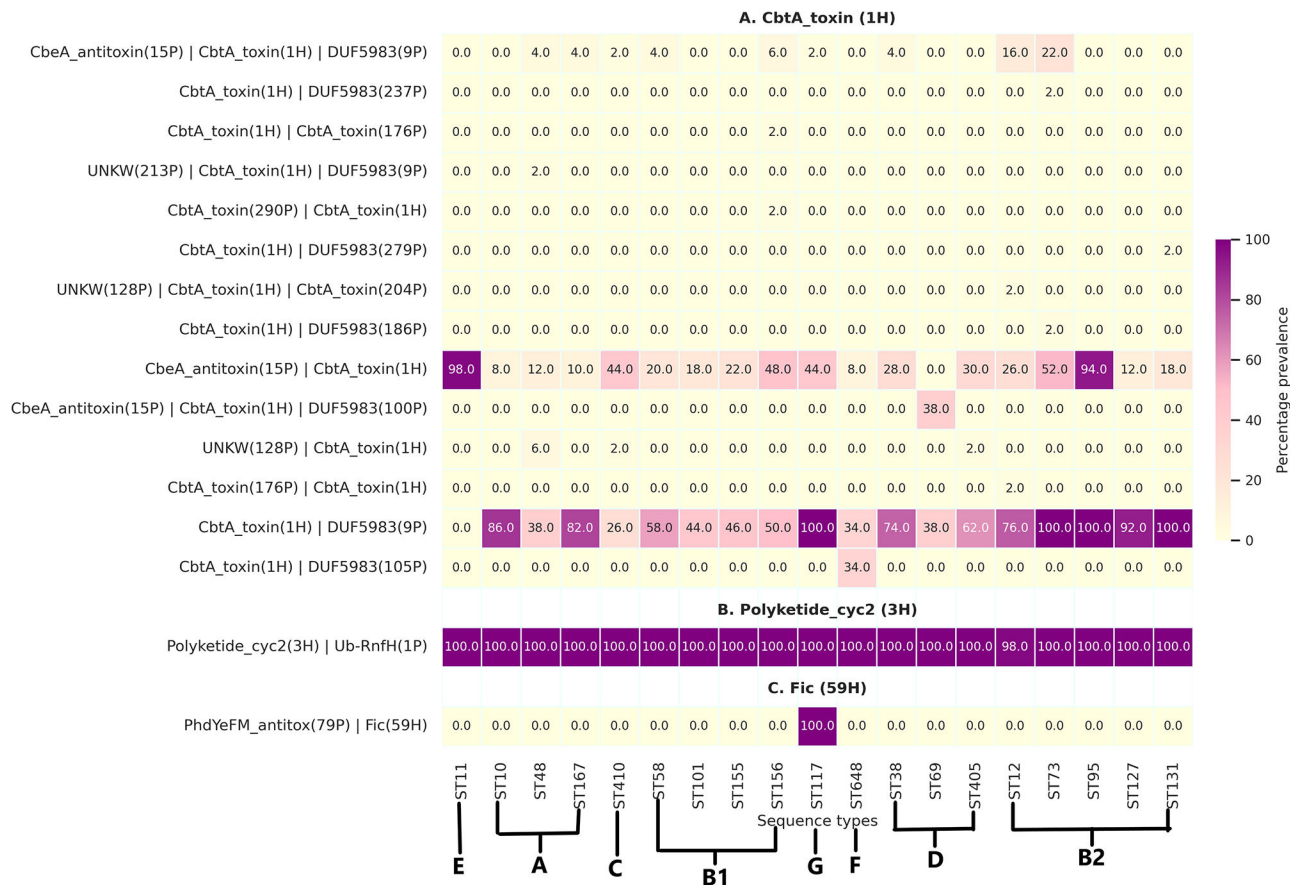 A. CbtA_toxin (1H)
CbeA_antitoxin(15P) | CbtA_toxin(1H) | DUF5983(9P) 0.0 0.0 4.0 4.0 2.0 4.0 0.0 0.0 6.0 2.0 0.0 4.0 0.0 0.0 16.0 22.0 0.0 0.0 0.0
CbtA_toxin(1H) | DUF5983(237P) 0.0 0.0 0.0 0.0 0.0 0.0 0.0 0.0 0.0 0.0 0.0 0.0 0.0 0.0 0.0 2.0 0.0 0.0 0.0
CbtA_toxin(1H) | CbtA_toxin(176P) 0.0 0.0 0.0 0.0 0.0 0.0 0.0 0.0 2.0 0.0 0.0 0.0 0.0 0.0 0.0 0.0 0.0 0.0 0.0
UNKW(213P) | CbtA_toxin(1H) | DUF5983(9P) 0.0 0.0 2.0 0.0 0.0 0.0 0.0 0.0 0.0 0.0 0.0 0.0 0.0 0.0 0.0 0.0 0.0 0.0 0.0
CbtA_toxin(290P) | CbtA_toxin(1H) 0.0 0.0 0.0 0.0 0.0 0.0 0.0 0.0 2.0 0.0 0.0 0.0 0.0 0.0 0.0 0.0 0.0 0.0 0.0
CbtA_toxin(1H) | DUF5983(279P) 0.0 0.0 0.0 0.0 0.0 0.0 0.0 0.0 0.0 0.0 0.0 0.0 0.0 0.0 0.0 0.0 0.0 0.0 2.0
UNKW(128P) | CbtA_toxin(1H) | CbtA_toxin(204P) 0.0 0.0 0.0 0.0 0.0 0.0 0.0 0.0 0.0 0.0 0.0 0.0 0.0 0.0 2.0 0.0 0.0 0.0 0.0
CbtA_toxin(1H) | DUF5983(186P) 0.0 0.0 0.0 0.0 0.0 0.0 0.0 0.0 0.0 0.0 0.0 0.0 0.0 0.0 0.0 2.0 0.0 0.0 0.0
CbeA_antitoxin(15P) | CbtA_toxin(1H) 98.0 8.0 12.0 10.0 44.0 20.0 18.0 22.0 48.0 44.0 8.0 28.0 0.0 30.0 26.0 52.0 94.0 12.0 18.0
CbeA_antitoxin(15P) | CbtA_toxin(1H) | DUF5983(100P) 0.0 0.0 0.0 0.0 0.0 0.0 0.0 0.0 0.0 0.0 0.0 0.0 38.0 0.0 0.0 0.0 0.0 0.0 0.0
UNKW(128P) | CbtA_toxin(1H) 0.0 0.0 6.0 0.0 2.0 0.0 0.0 0.0 0.0 0.0 0.0 0.0 0.0 2.0 0.0 0.0 0.0 0.0 0.0
CbtA_toxin(176P) | CbtA_toxin(1H) 0.0 0.0 0.0 0.0 0.0 0.0 0.0 0.0 0.0 0.0 0.0 0.0 0.0 0.0 2.0 0.0 0.0 0.0 0.0
CbtA_toxin(1H) | DUF5983(9P) 0.0 86.0 38.0 82.0 26.0 58.0 44.0 46.0 50.0 100.0 34.0 74.0 38.0 62.0 76.0 100.0 100.0 92.0 100.0
CbtA_toxin(1H) | DUF5983(105P) 0.0 0.0 0.0 0.0 0.0 0.0 0.0 0.0 0.0 0.0 34.0 0.0 0.0 0.0 0.0 0.0 0.0 0.0 0.0
B. Polyketide_cyc2 (3H)
Polyketide_cyc2(3H) | Ub-RnfH(1P) 100.0 100.0 100.0 100.0 100.0 100.0 100.0 100.0 100.0 100.0 100.0 100.0 100.0 100.0 98.0 100.0 100.0 100.0 100.0
C. Fic (59H)
PhdYeFM_antitox(79P) | Fic(59H) 0.0 0.0 0.0 0.0 0.0 0.0 0.0 0.0 0.0 100.0 0.0 0.0 0.0 0.0 0.0 0.0 0.0 0.0 0.0
ST11 ST10 ST48 ST167 ST410 ST58 ST101 ST155 ST156 ST117 ST648 ST38 ST69 ST405 ST12 ST73 ST95 ST127 ST131
Sequence types
E A C B1 G F D B2
100
80
60
40
20
0
Percentage prevalence